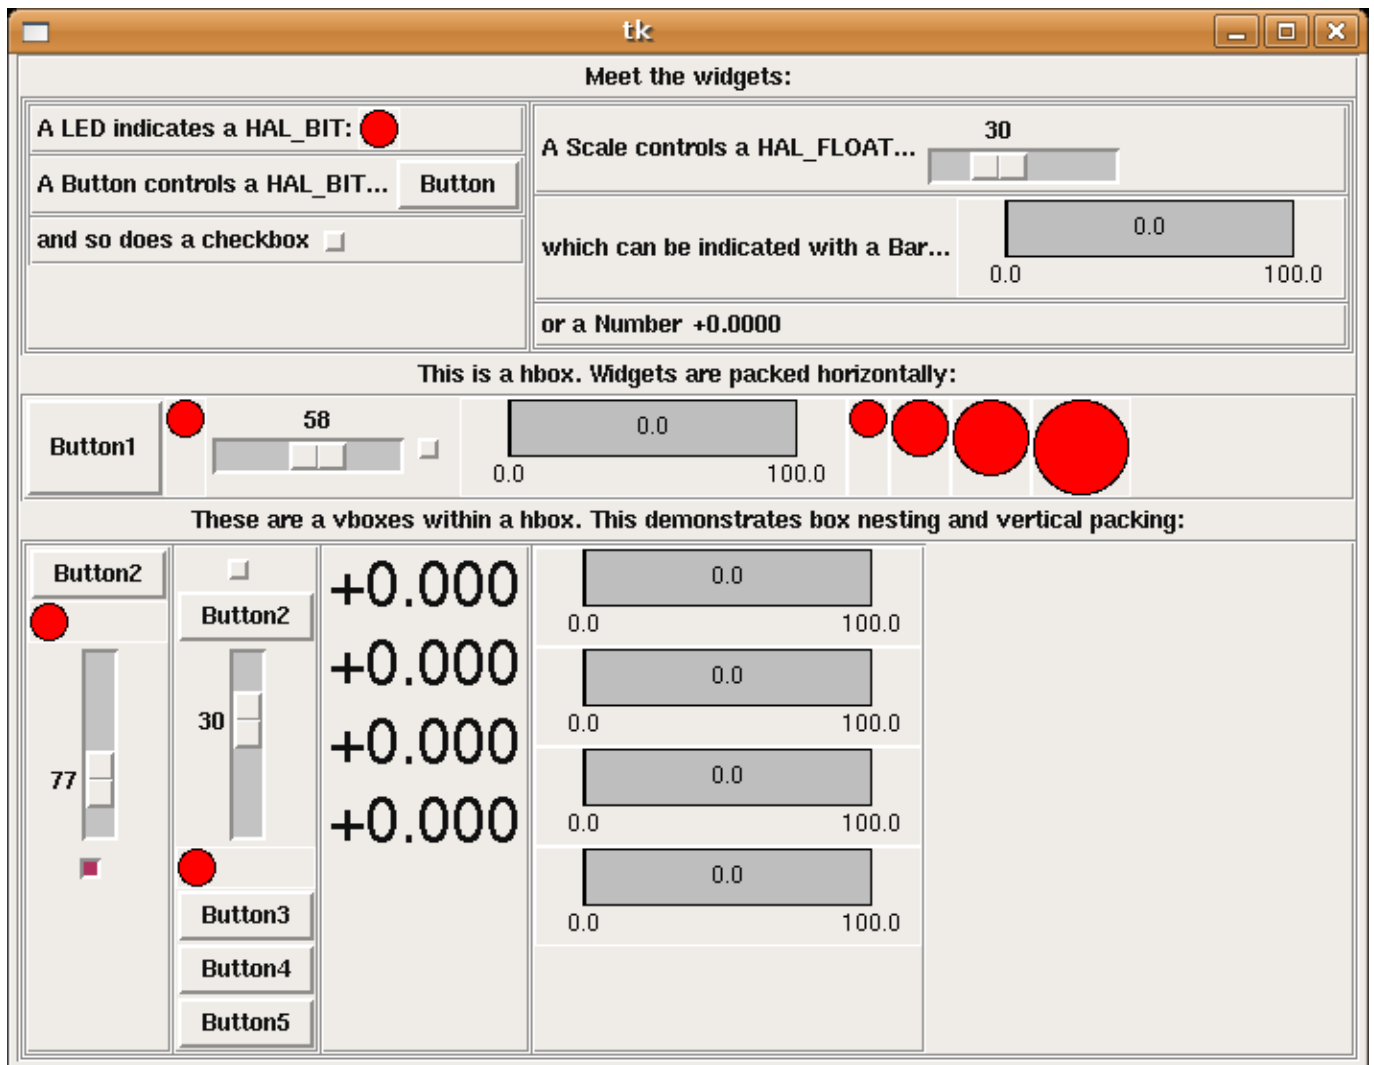 tk
Meet the widgets:
A LED indicates a HAL_BIT:
A Button controls a HAL_BIT... Button
and so does a checkbox
30
A Scale controls a HAL_FLOAT...
0.0
which can be indicated with a Bar...
0.0 100.0
or a Number +0.0000
This is a hbox. Widgets are packed horizontally:
Button1
58
0.0
0.0 100.0
These are a vboxes within a hbox. This demonstrates box nesting and vertical packing:
Button2
77
Button2
30
Button3
Button4
Button5
+0.000
+0.000
+0.000
+0.000
0.0
0.0 100.0
0.0
0.0 100.0
0.0
0.0 100.0
0.0
0.0 100.0